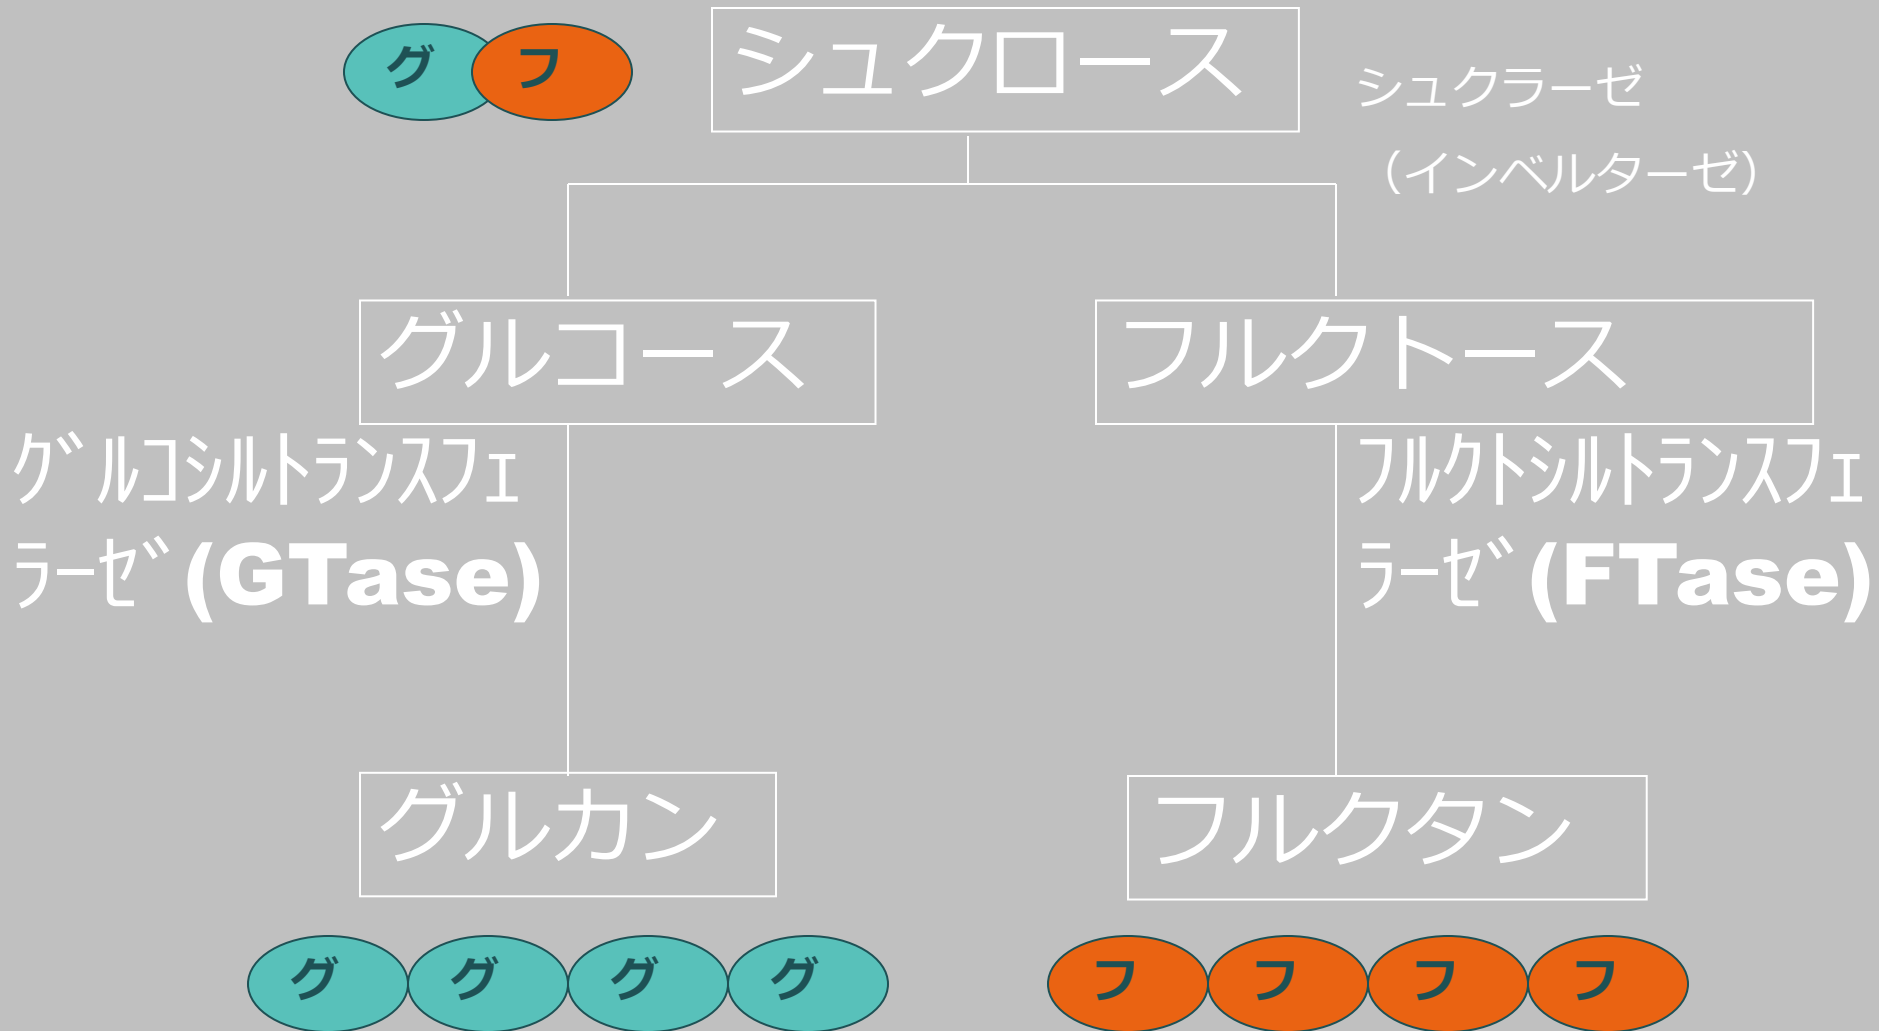 グ フ
シュクロース
シュクラーゼ
（インベルターゼ）
グルコース
フルクトース
ｸﾞﾙｺｼﾙﾄﾗﾝｽﾌｪ
ﾗｰｾﾞ(GTase)
ﾌﾙｸﾄｼﾙﾄﾗﾝｽﾌｪ
ﾗｰｾﾞ(FTase)
グルカン
フルクタン
グ グ グ グ
フ フ フ フ